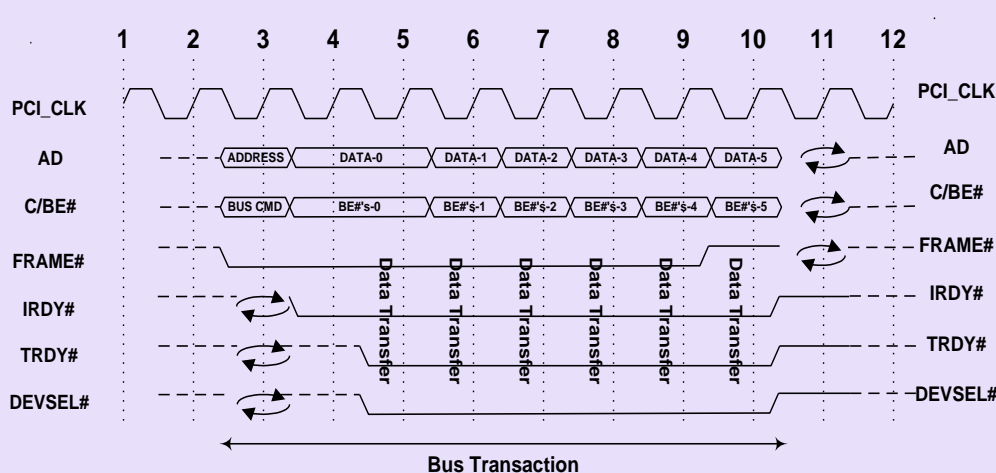 1 2 3 4 5 6 7 8 9 10 11 12
PCI_CLK PCI_CLK
AD ADDRESS DATA-0 DATA-1 DATA-2 DATA-3 DATA-4 DATA-5 AD
C/BE# BUS CMD BE#'s-0 BE#'s-1 BE#'s-2 BE#'s-3 BE#'s-4 BE#'s-5 C/BE#
FRAME# FRAME#
IRDY# IRDY#
TRDY# TRDY#
DEVSEL# DEVSEL#
Data Transfer
Data Transfer
Data Transfer
Data Transfer
Data Transfer
Data Transfer
Bus Transaction